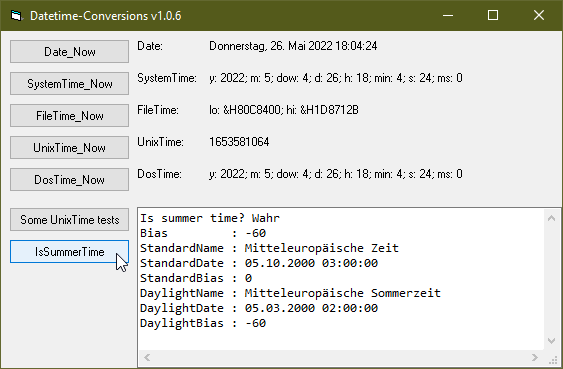 Datetime-Conversions v1.0.6
Date_Now Date: Donnerstag, 26. Mai 2022 18:04:24
SystemTime_Now SystemTime: y: 2022; m: 5; dow: 4; d: 26; h: 18; min: 4; s: 24; ms: 0
FileTime_Now FileTime: lo: &H80C8400; hi: &H1D8712B
UnixTime_Now UnixTime: 1653581064
DosTime_Now DosTime: y: 2022; m: 5; dow: 4; d: 26; h: 18; min: 4; s: 24; ms: 0
Some UnixTime tests
IsSummerTime
Is summer time? Wahr
Bias : -60
StandardName : Mitteleuropäische Zeit
StandardDate : 05.10.2000 03:00:00
StandardBias : 0
DaylightName : Mitteleuropäische Sommerzeit
DaylightDate : 05.03.2000 02:00:00
DaylightBias : -60